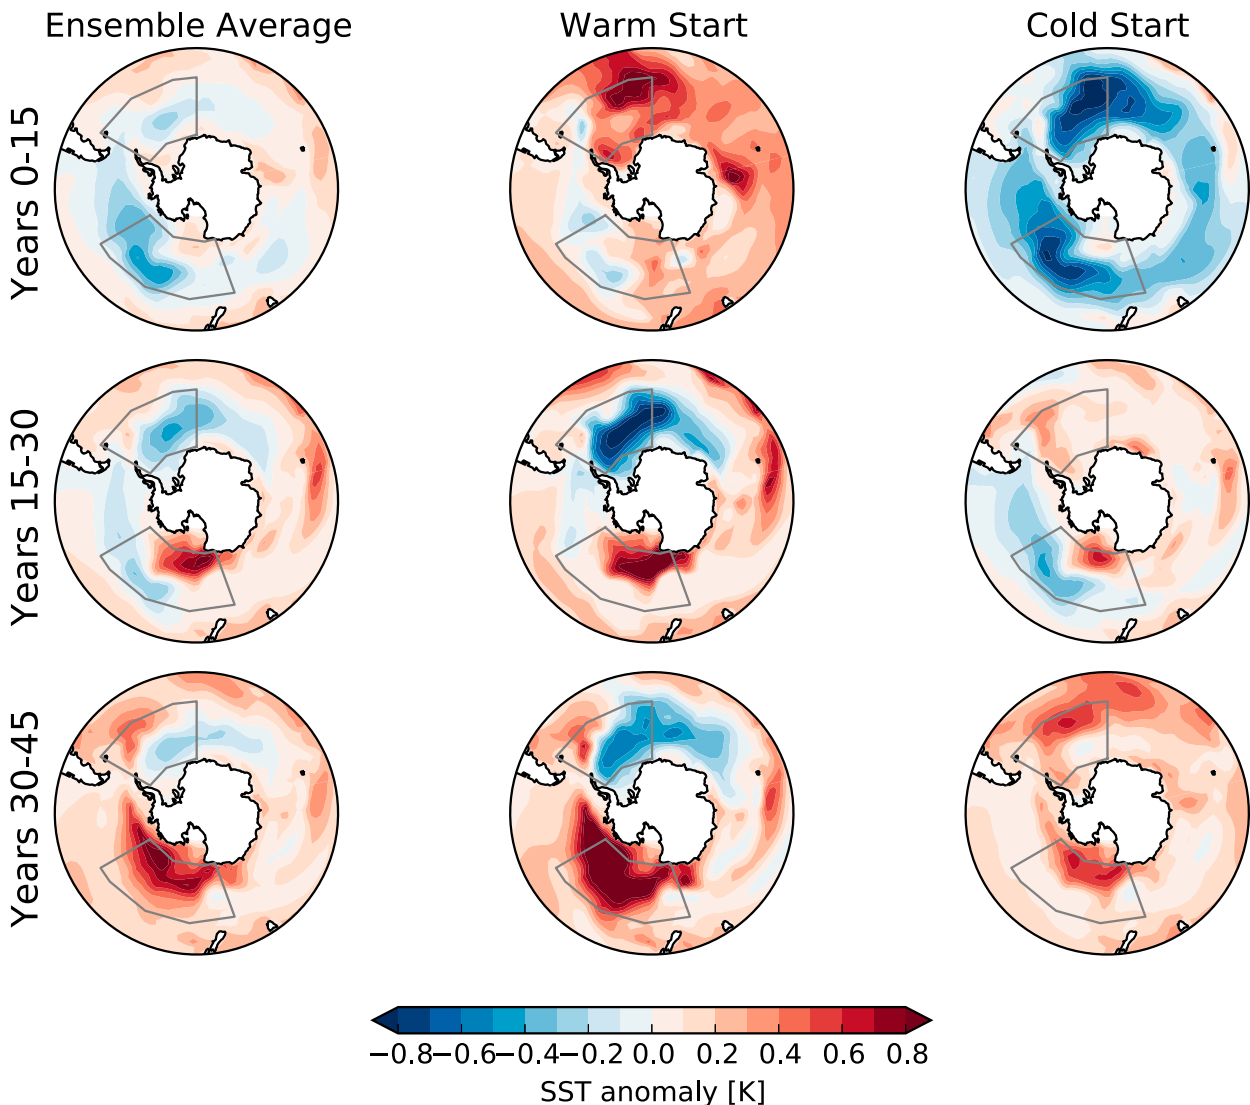 Ensemble Average Warm Start Cold Start
Years 0-15
Years 15-30
Years 30-45
−0.8 −0.6 −0.4 −0.2 0.0 0.2 0.4 0.6 0.8
SST anomaly [K]